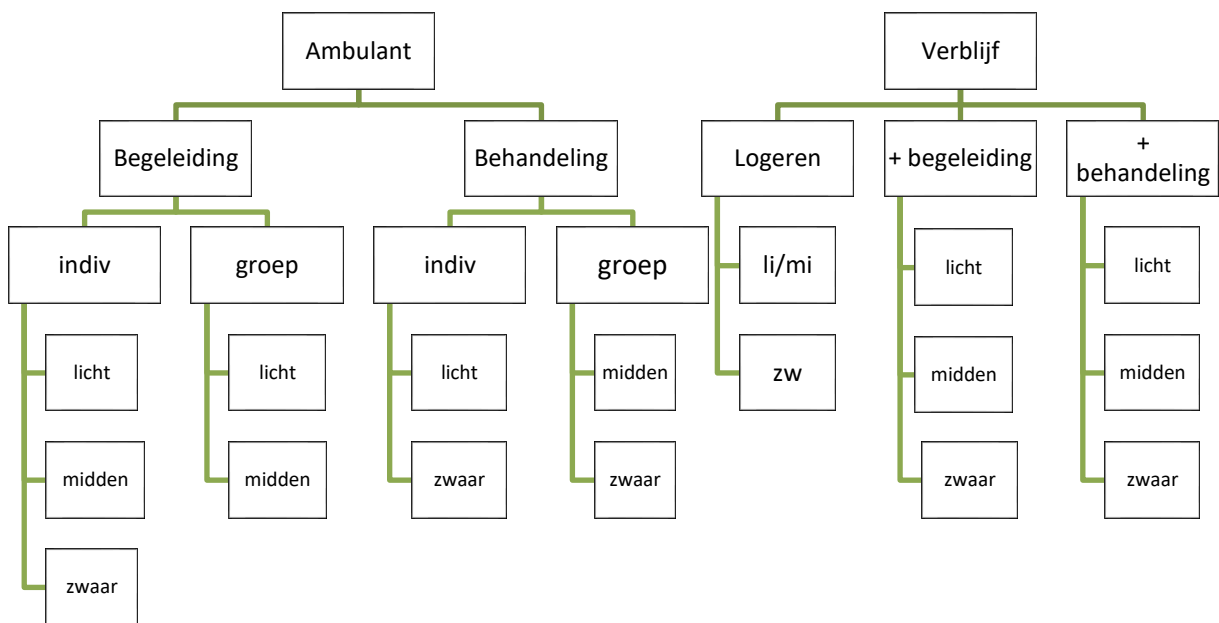 Ambulant
Verblijf
Begeleiding
Behandeling
Logeren
+ begeleiding
+
behandeling
indiv
groep
indiv
groep
li/mi
licht
licht
licht
licht
licht
midden
zw
midden
midden
midden
midden
zwaar
zwaar
zwaar
zwaar
zwaar